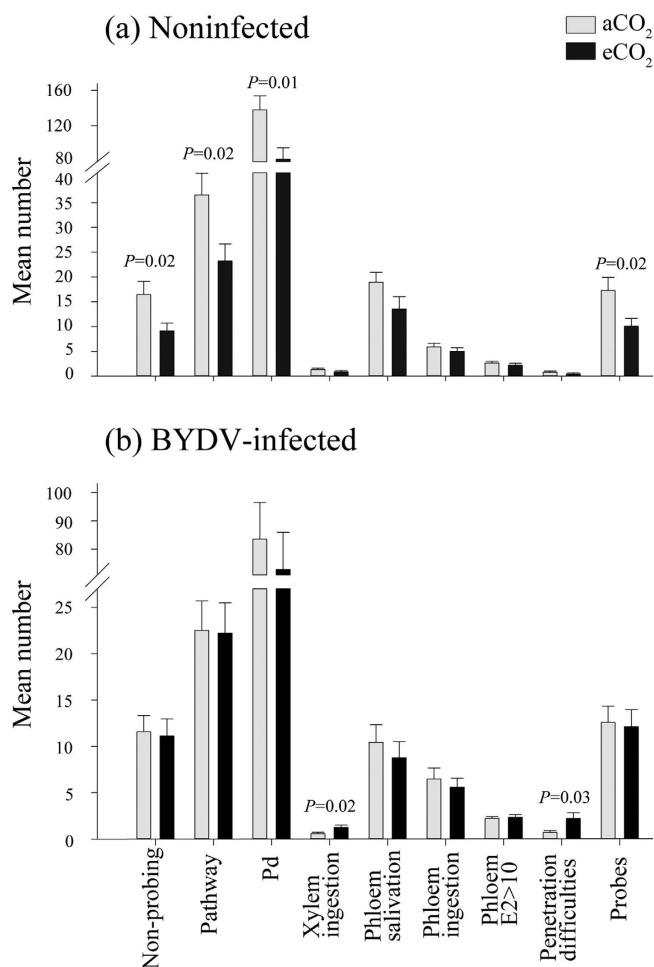 (a) Noninfected
aCO₂
eCO₂
Mean number
160
120
80
40
35
30
25
20
15
10
5
0
P=0.02
P=0.02
P=0.01
P=0.02
(b) BYDV-infected
Mean number
100
90
80
25
20
15
10
5
0
P=0.02
P=0.03
Non-probing
Pathway
Pd
Xylem
ingestion
Phloem
salivation
Phloem
ingestion
Phloem
E2>10
Penetration
difficulties
Probes